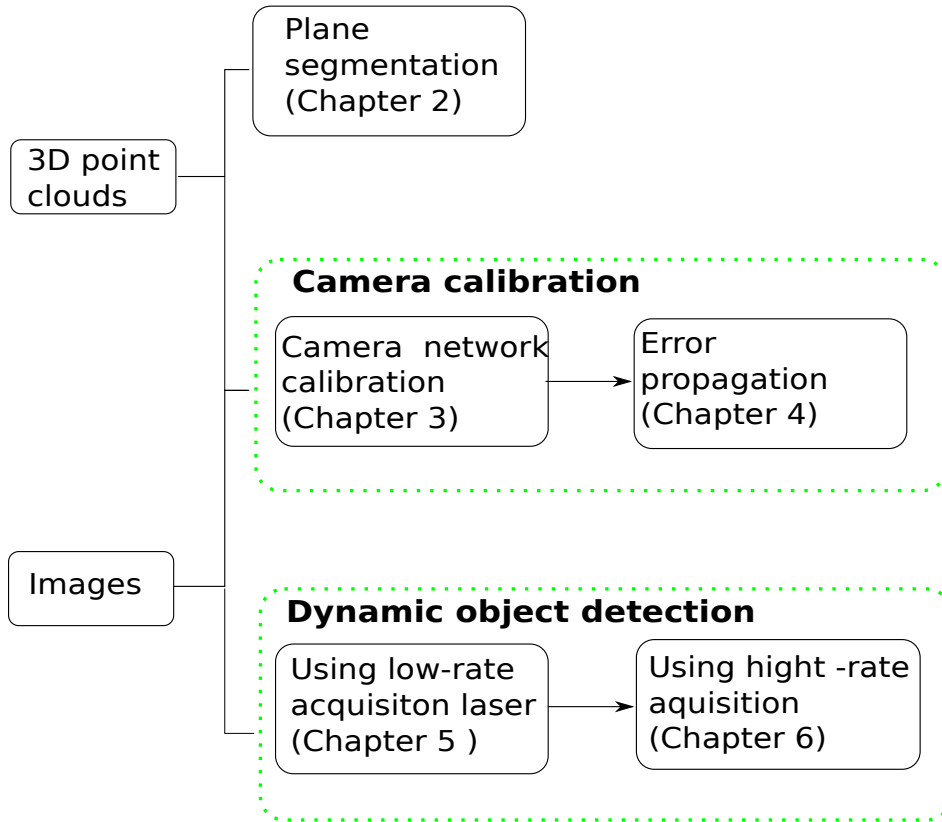 Plane
segmentation
(Chapter 2)
3D point
clouds
Camera calibration
Camera  network
calibration
(Chapter 3)
Error
propagation
(Chapter 4)
Images
Dynamic object detection
Using low-rate
acquisiton laser
(Chapter 5 )
Using hight -rate
aquisition
(Chapter 6)